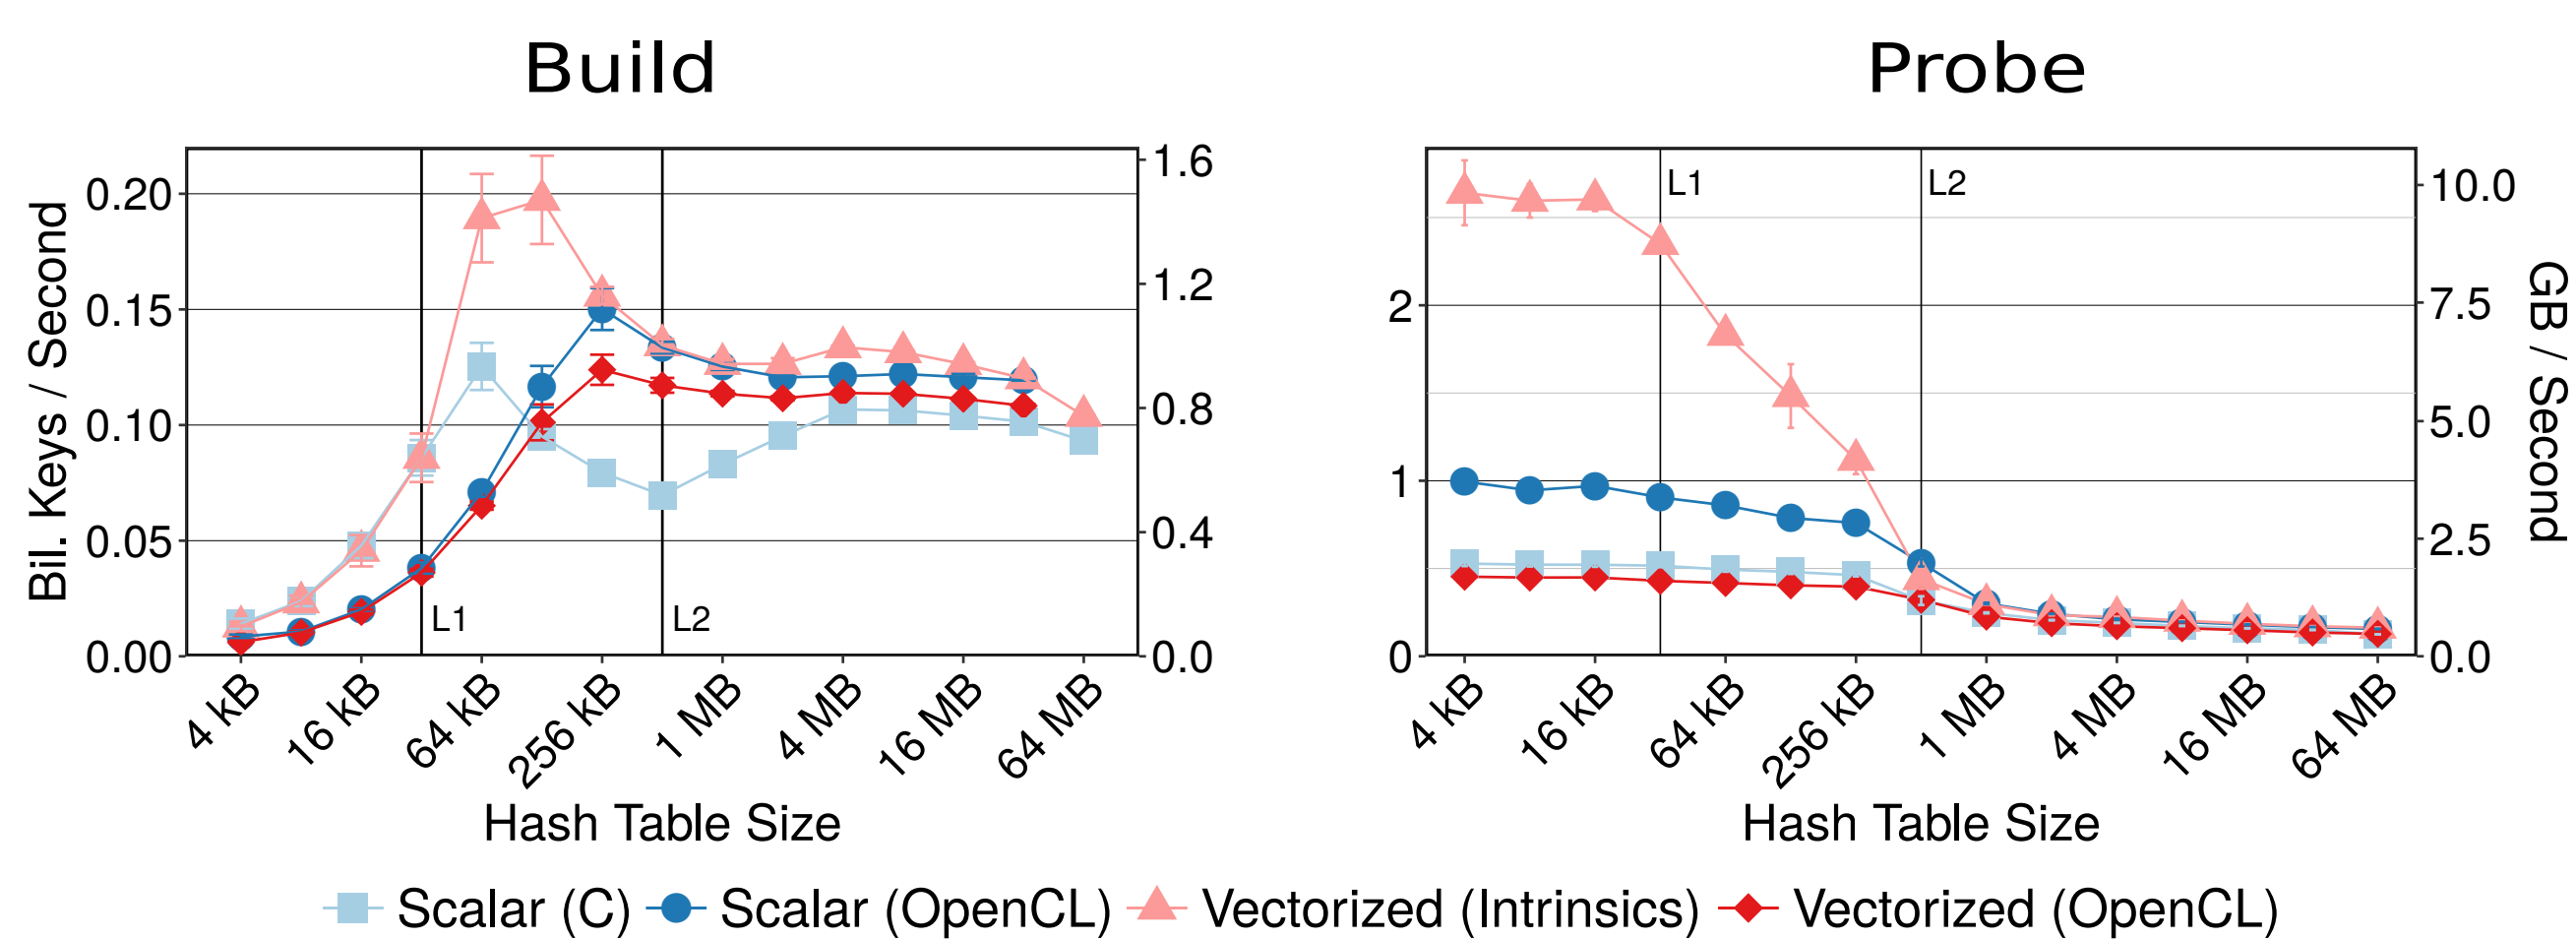 Build
Probe
Bil. Keys / Second
0.20
0.15
0.10
0.05
0.00
1.6
1.2
0.8
0.4
0.0
L1
L2
4 kB
16 kB
64 kB
256 kB
1 MB
4 MB
16 MB
64 MB
Hash Table Size
2
1
0
L1
L2
10.0
7.5
5.0
2.5
0.0
GB / Second
4 kB
16 kB
64 kB
256 kB
1 MB
4 MB
16 MB
64 MB
Hash Table Size
Scalar (C) Scalar (OpenCL) Vectorized (Intrinsics) Vectorized (OpenCL)